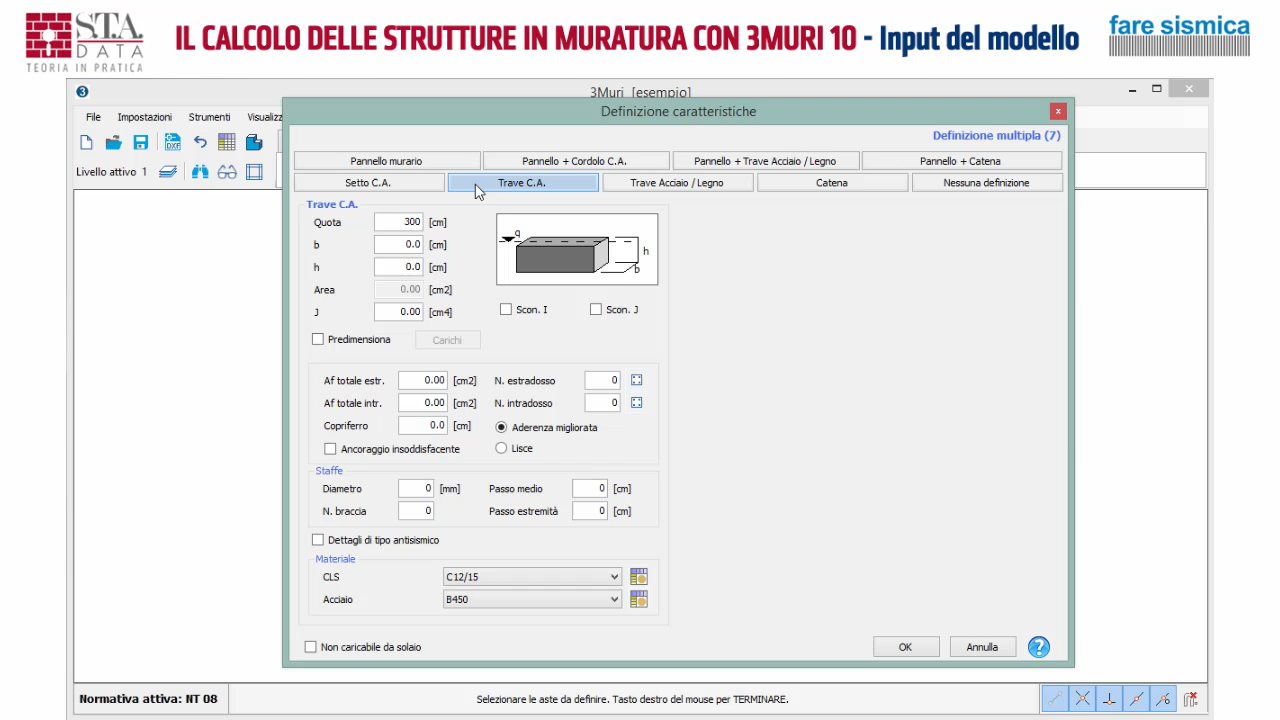 S.T.A. DATA
TEORIA IN PRATICA
IL CALCOLO DELLE STRUTTURE IN MURATURA CON 3MURI 10 - Input del modello
fare sismica
3Muri [esempio]
File Impostazioni Strumenti Visualiz
Livello attivo 1
Definizione caratteristiche
Definizione multipla (7)
Pannello murario Pannello + Cordolo C.A. Pannello + Trave Acciaio / Legno Pannello + Catena
Setto C.A. Trave C.A. Trave Acciaio / Legno Catena Nessuna definizione
Trave C.A.
Quota 300 [cm]
b 0.0 [cm]
h 0.0 [cm]
Area 0.00 [cm2]
J 0.00 [cm4]
q
h
b
Scon. I Scon. J
Predimensiona Carichi
Af totale estr. 0.00 [cm2] N. estradosso 0
Af totale intr. 0.00 [cm2] N. intradosso 0
Copriferro 0.0 [cm] Aderenza migliorata
Ancoraggio insoddisfacente Lisce
Staffe
Diametro 0 [mm] Passo medio 0 [cm]
N. braccia 0 Passo estremità 0 [cm]
Dettagli di tipo antisismico
Materiale
CLS C12/15
Acciaio B450
Non caricabile da solaio OK Annulla ?
Normativa attiva: NT 08 Selezionare le aste da definire. Tasto destro del mouse per TERMINARE.